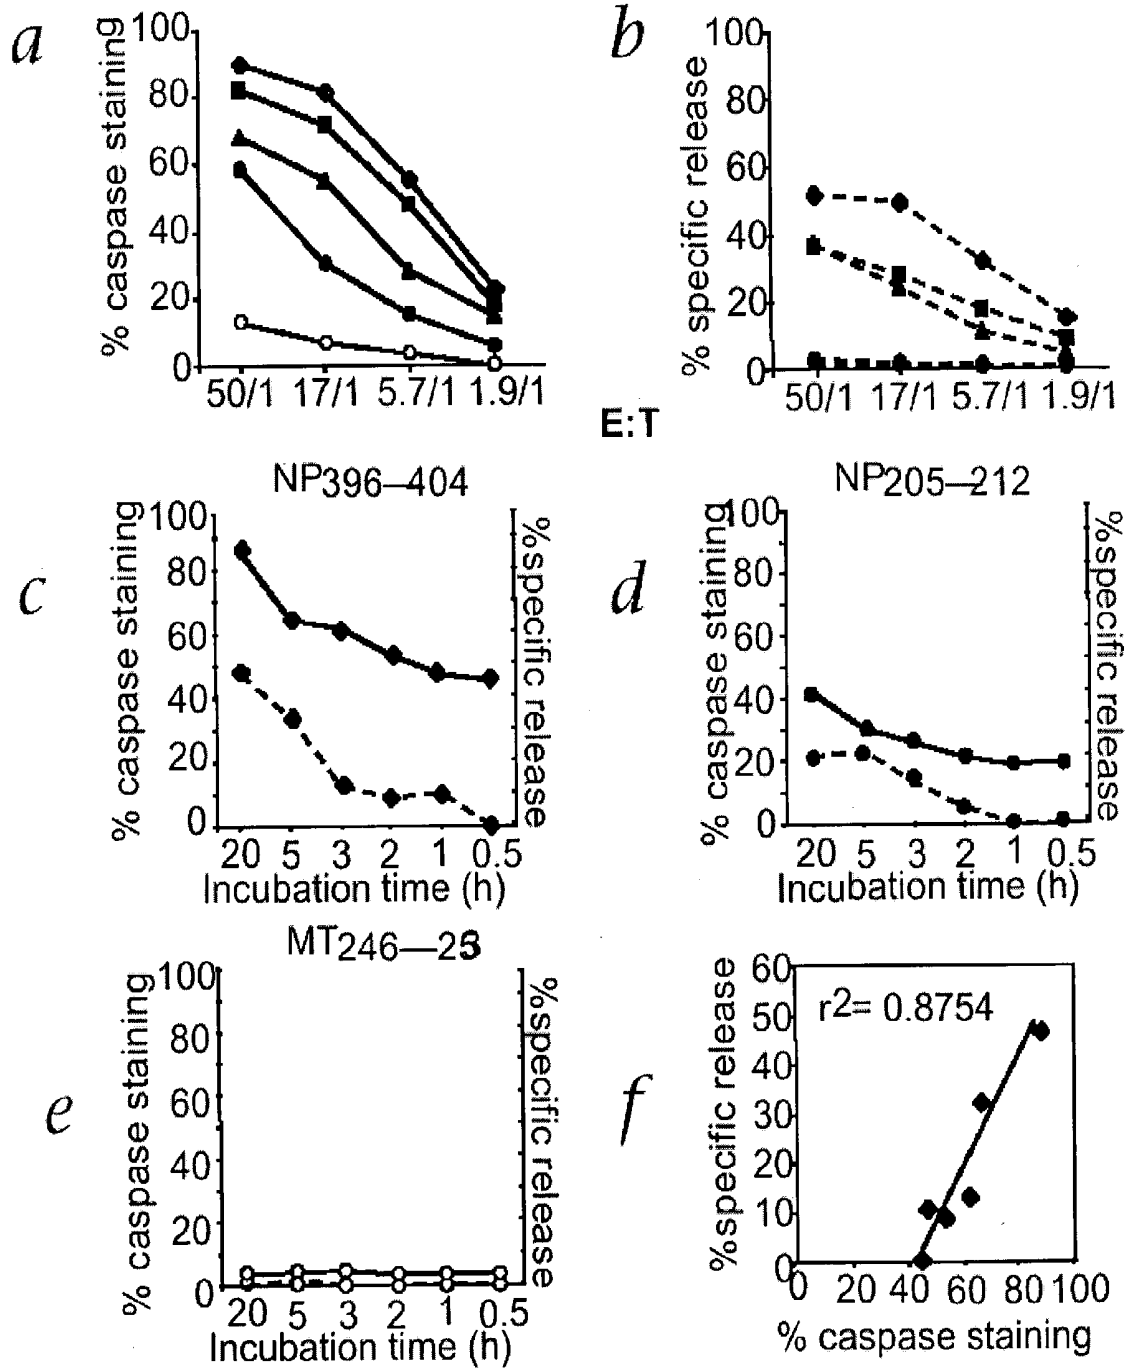 a
% caspase staining
100
80
60
40
20
0
50/1 17/1 5.7/1 1.9/1
b
% specific release
100
80
60
40
20
0
50/1 17/1 5.7/1 1.9/1
E:T
NP396–404
c
% caspase staining
100
80
60
40
20
0
%specific release
20 5 3 2 1 0.5
Incubation time (h)
NP205–212
d
% caspase staining
100
80
60
40
20
0
%specific release
20 5 3 2 1 0.5
Incubation time (h)
e
% caspase staining
100
80
60
40
20
0
%specific release
20 5 3 2 1 0.5
Incubation time (h)
f
%specific release
60
50
40
30
20
10
0
r2= 0.8754
0 20 40 60 80 100
% caspase staining